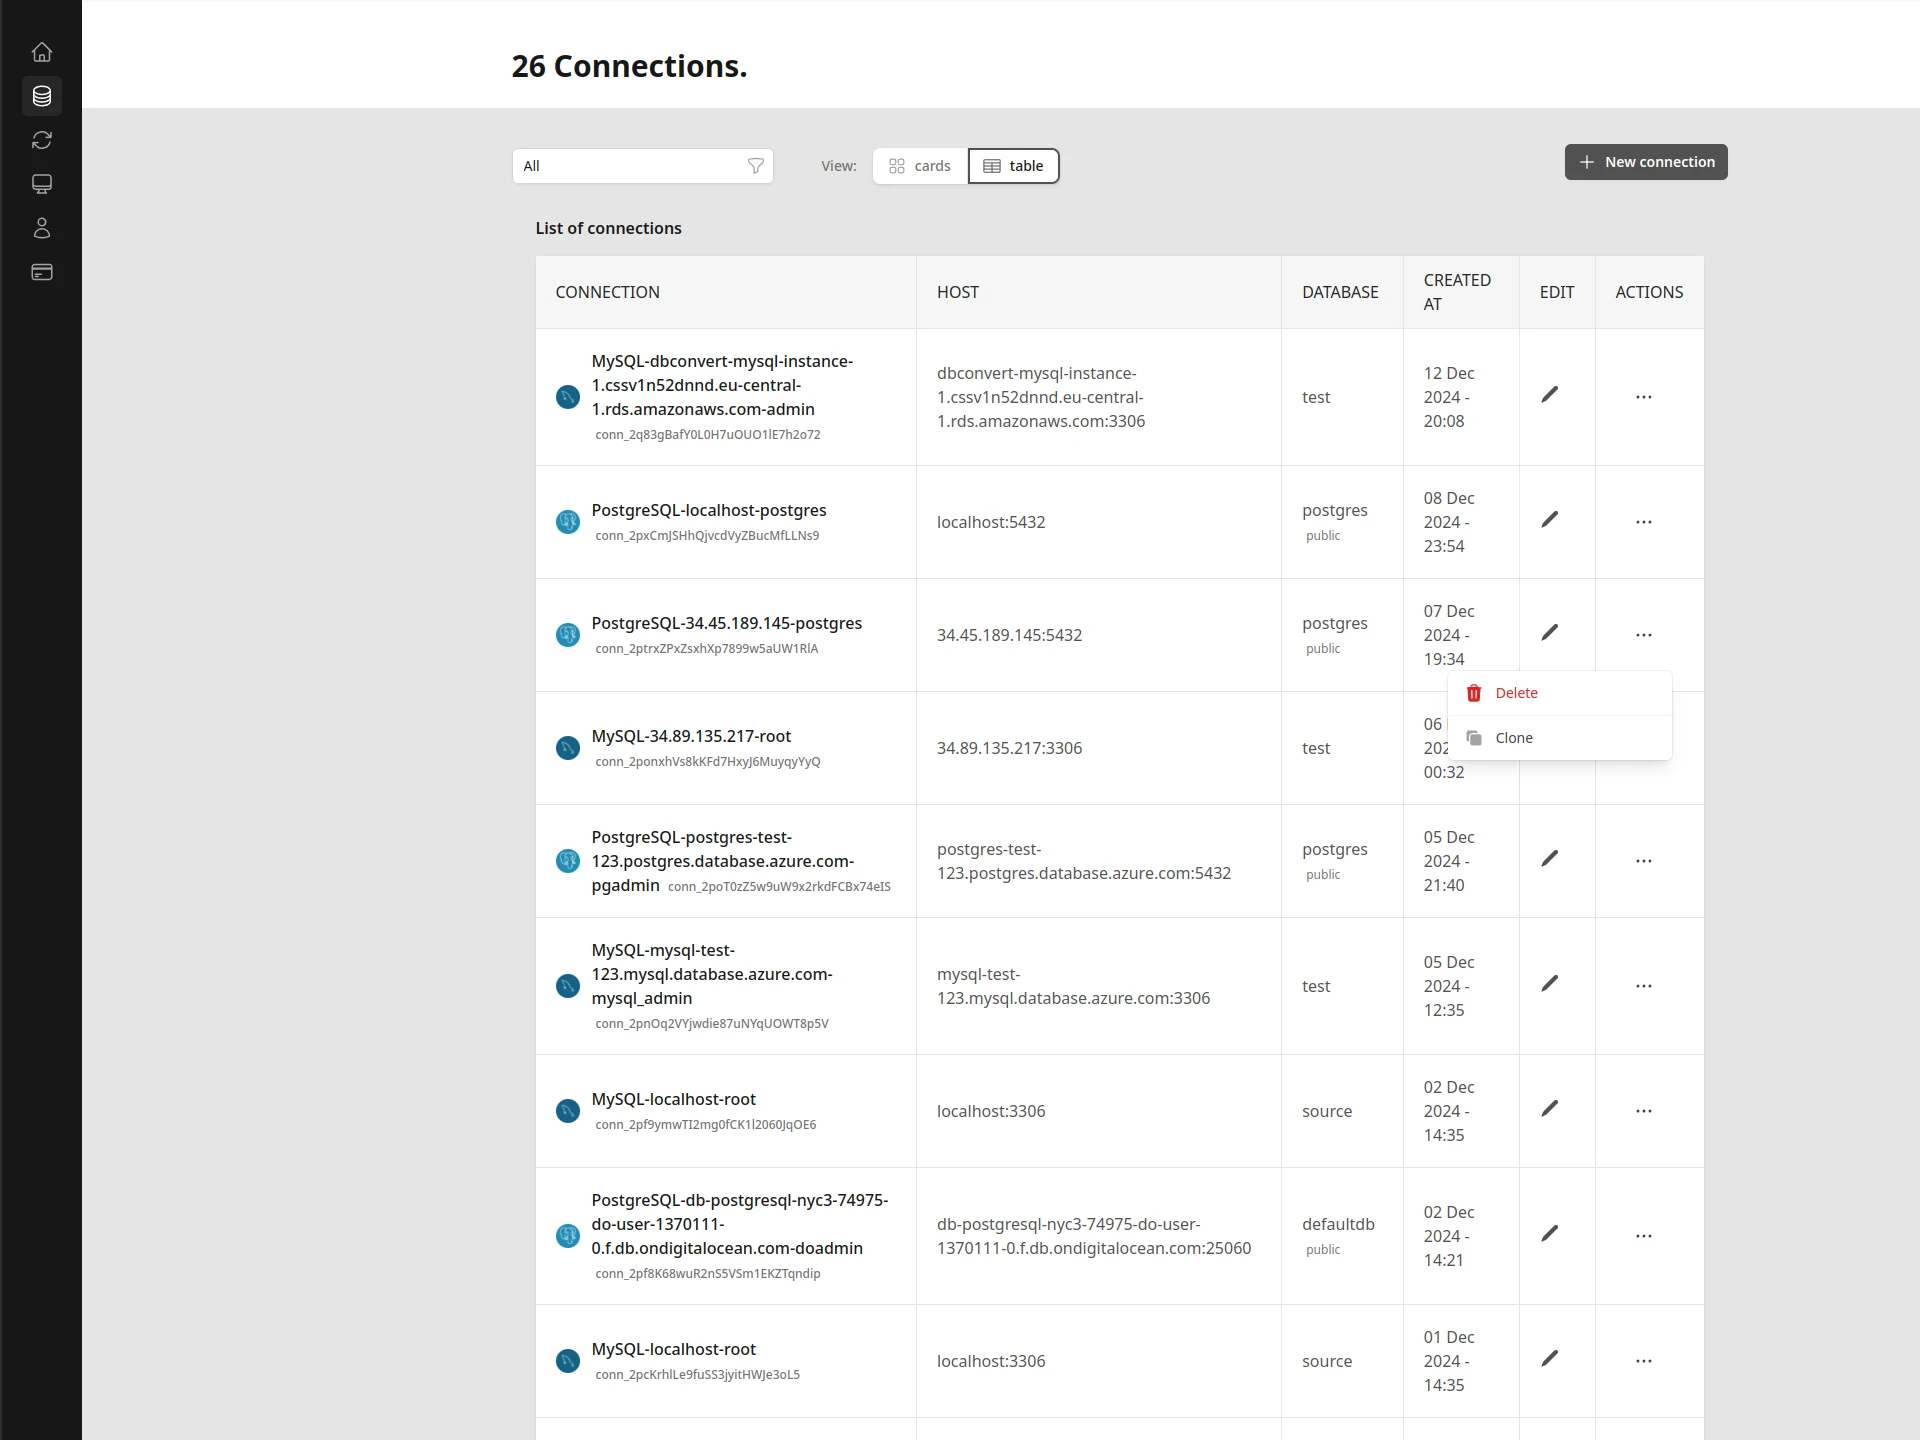 26 Connections.
All
View:
cards
table
New connection
List of connections
CONNECTION
HOST
DATABASE
CREATED
AT
EDIT
ACTIONS
MySQL-dbconvert-mysql-instance-
1.cssv1n52dnnd.eu-central-
1.rds.amazonaws.com-admin
conn_2q83gBafY0L0H7uOUO1lE7h2o72
dbconvert-mysql-instance-
1.cssv1n52dnnd.eu-central-
1.rds.amazonaws.com:3306
test
12 Dec
2024 -
20:08
PostgreSQL-localhost-postgres
conn_2pxCmJSHhQjvcdVyZBucMfLLNs9
localhost:5432
postgres
public
08 Dec
2024 -
23:54
PostgreSQL-34.45.189.145-postgres
conn_2ptrxZPxZsxhXp7899w5aUW1RlA
34.45.189.145:5432
postgres
public
07 Dec
2024 -
19:34
Delete
Clone
MySQL-34.89.135.217-root
conn_2ponxhVs8kKFd7HxyJ6MuyqyYyQ
34.89.135.217:3306
test
06
202
00:32
PostgreSQL-postgres-test-
123.postgres.database.azure.com-
pgadmin conn_2poT0zZ5w9uW9x2rkdFCBx74eIS
postgres-test-
123.postgres.database.azure.com:5432
postgres
public
05 Dec
2024 -
21:40
MySQL-mysql-test-
123.mysql.database.azure.com-
mysql_admin
conn_2pnOq2VYjwdie87uNYqUOWT8p5V
mysql-test-
123.mysql.database.azure.com:3306
test
05 Dec
2024 -
12:35
MySQL-localhost-root
conn_2pf9ymwTI2mg0fCK1l2060JqOE6
localhost:3306
source
02 Dec
2024 -
14:35
PostgreSQL-db-postgresql-nyc3-74975-
do-user-1370111-
0.f.db.ondigitalocean.com-doadmin
conn_2pf8K68wuR2nS5VSm1EKZTqndip
db-postgresql-nyc3-74975-do-user-
1370111-0.f.db.ondigitalocean.com:25060
defaultdb
public
02 Dec
2024 -
14:21
MySQL-localhost-root
conn_2pcKrhlLe9fuSS3jyitHWJe3oL5
localhost:3306
source
01 Dec
2024 -
14:35